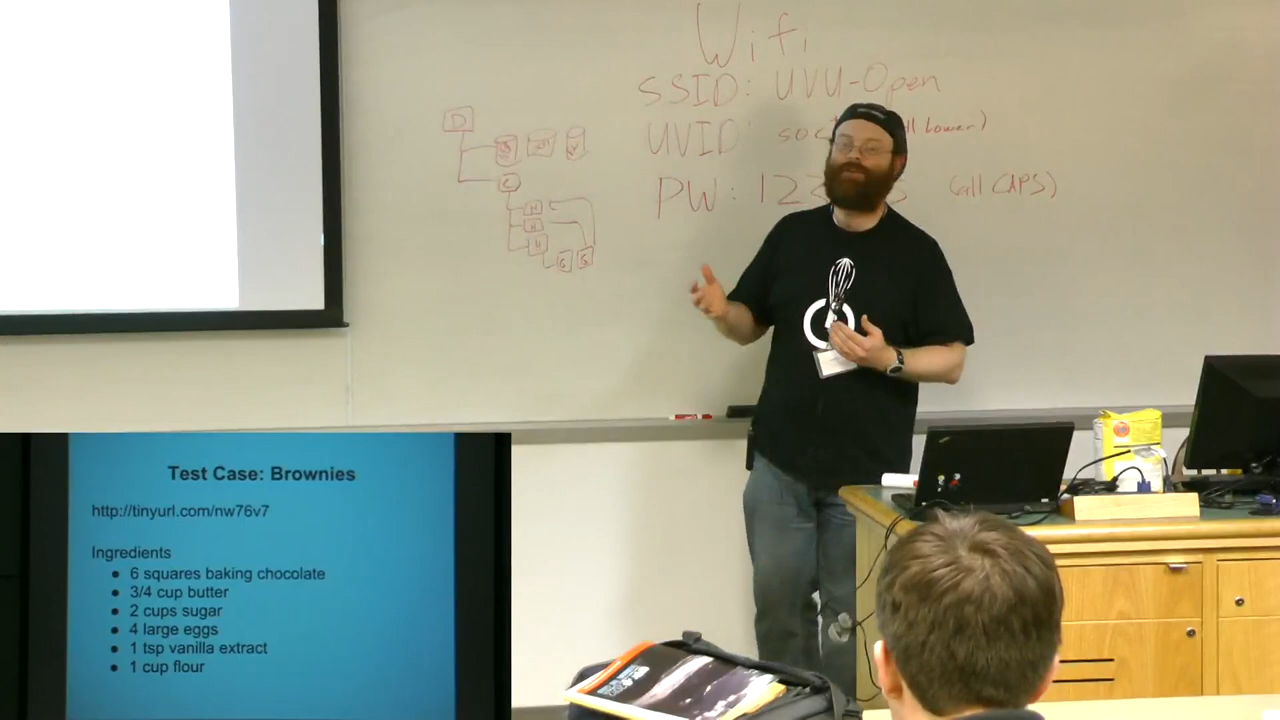 Wifi
SSID: UVU-Open
UVID: lower)
PW: 123 (all CAPS)
D
C
H
H
H
Test Case: Brownies
http://tinyurl.com/nw76v7
Ingredients
• 6 squares baking chocolate
• 3/4 cup butter
• 2 cups sugar
• 4 large eggs
• 1 tsp vanilla extract
• 1 cup flour